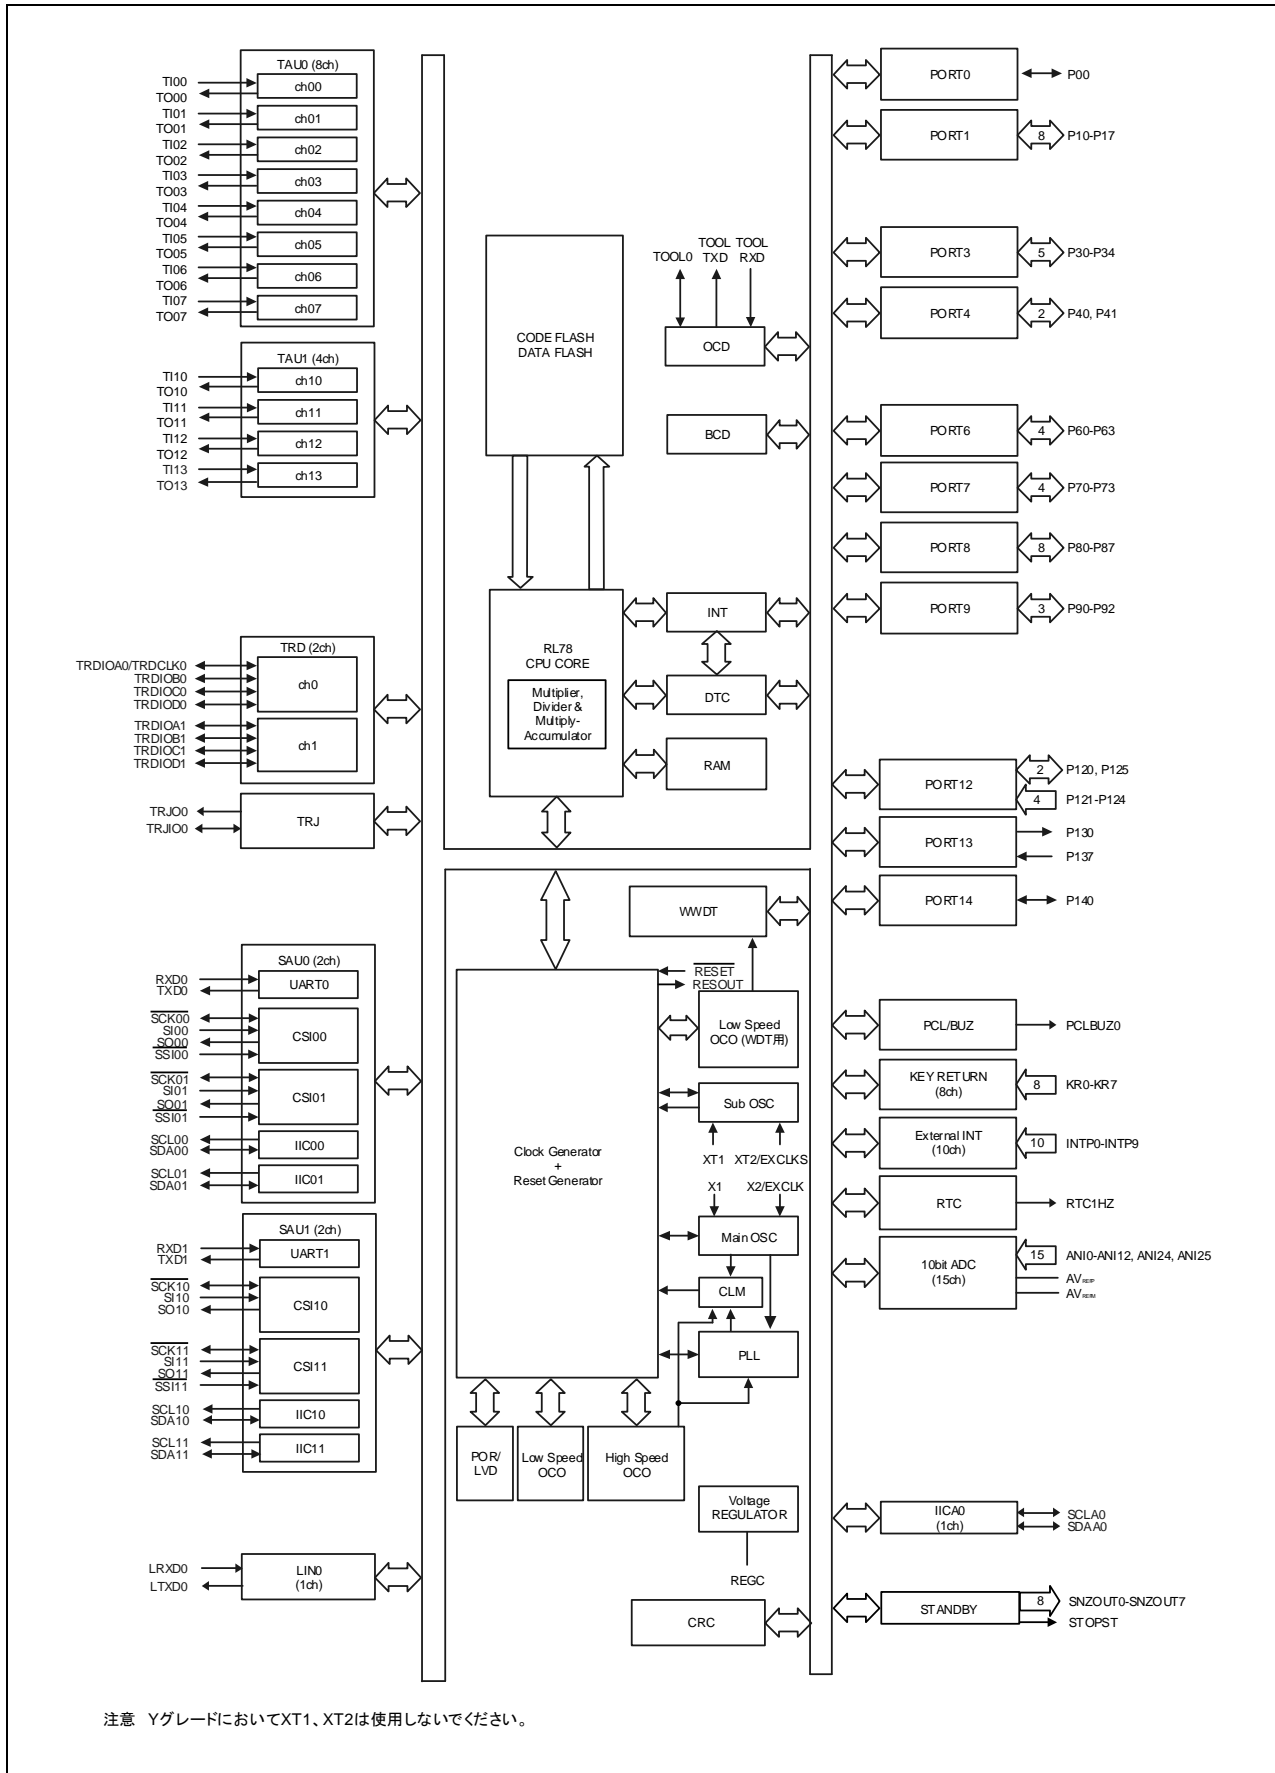 TAU0 (8ch)
TI00
TO00
ch00
TI01
TO01
ch01
TI02
TO02
ch02
TI03
TO03
ch03
TI04
TO04
ch04
TI05
TO05
ch05
TI06
TO06
ch06
TI07
TO07
ch07
TAU1 (4ch)
TI10
TO10
ch10
TI11
TO11
ch11
TI12
TO12
ch12
TI13
TO13
ch13
TRD (2ch)
TRDIOA0/TRDCLK0
TRDIOB0
TRDIOC0
TRDIOD0
ch0
TRDIOA1
TRDIOB1
TRDIOC1
TRDIOD1
ch1
TRJO0
TRJIO0
TRJ
SAU0 (2ch)
RXD0
TXD0
UART0
SCK00
SI00
SO00
SSI00
CSI00
SCK01
SI01
SO01
SSI01
CSI01
SCL00
SDA00
IIC00
SCL01
SDA01
IIC01
SAU1 (2ch)
RXD1
TXD1
UART1
SCK10
SI10
SO10
CSI10
SCK11
SI11
SO11
SSI11
CSI11
SCL10
SDA10
IIC10
SCL11
SDA11
IIC11
LRXD0
LTXD0
LIN0
(1ch)
CODE FLASH
DATA FLASH
TOOL0
TOOL
TXD
TOOL
RXD
OCD
BCD
RL78
CPU CORE
Multiplier,
Divider &
Multiply-
Accumulator
INT
DTC
RAM
WWDT
RESET
RESOUT
Low Speed
OCO (WDT用)
Sub OSC
XT1
XT2/EXCLKS
X1
X2/EXCLK
Main OSC
CLM
PLL
Clock Generator
+
Reset Generator
POR/
LVD
Low Speed
OCO
High Speed
OCO
Voltage
REGULATOR
REGC
CRC
PORT0
P00
PORT1
8
P10-P17
PORT3
5
P30-P34
PORT4
2
P40, P41
PORT6
4
P60-P63
PORT7
4
P70-P73
PORT8
8
P80-P87
PORT9
3
P90-P92
PORT12
2
P120, P125
4
P121-P124
PORT13
P130
P137
PORT14
P140
PCL/BUZ
PCLBUZ0
KEY RETURN
(8ch)
8
KR0-KR7
External INT
(10ch)
10
INTP0-INTP9
RTC
RTC1HZ
10bit ADC
(15ch)
15
ANI0-ANI12, ANI24, ANI25
AVREFP
AVREFM
IICA0
(1ch)
SCLA0
SDAA0
STANDBY
8
SNZOUT0-SNZOUT7
STOPST
注意 YグレードにおいてXT1、XT2は使用しないでください。